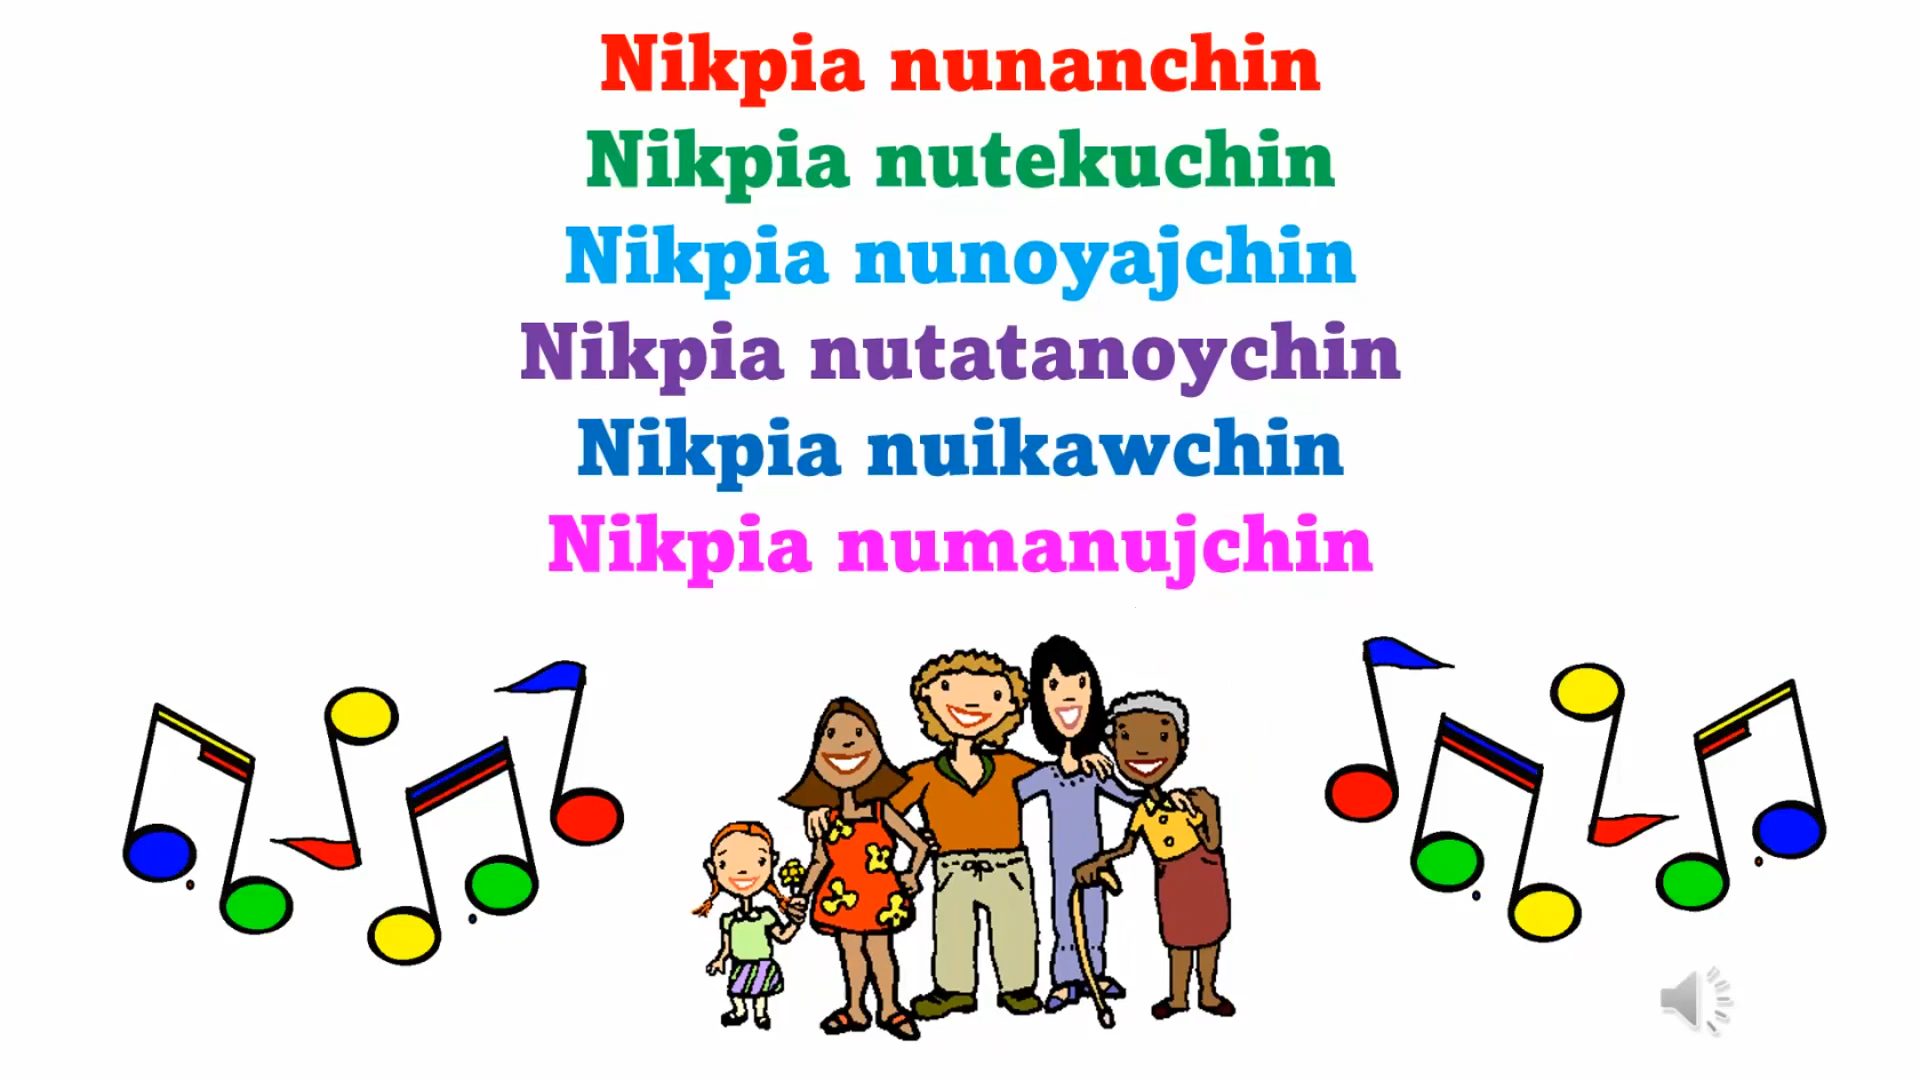 Nikpia nunanchin
Nikpia nutekuchin
Nikpia nunoyajchin
Nikpia nutatanoychin
Nikpia nuikawchin
Nikpia numanujchin